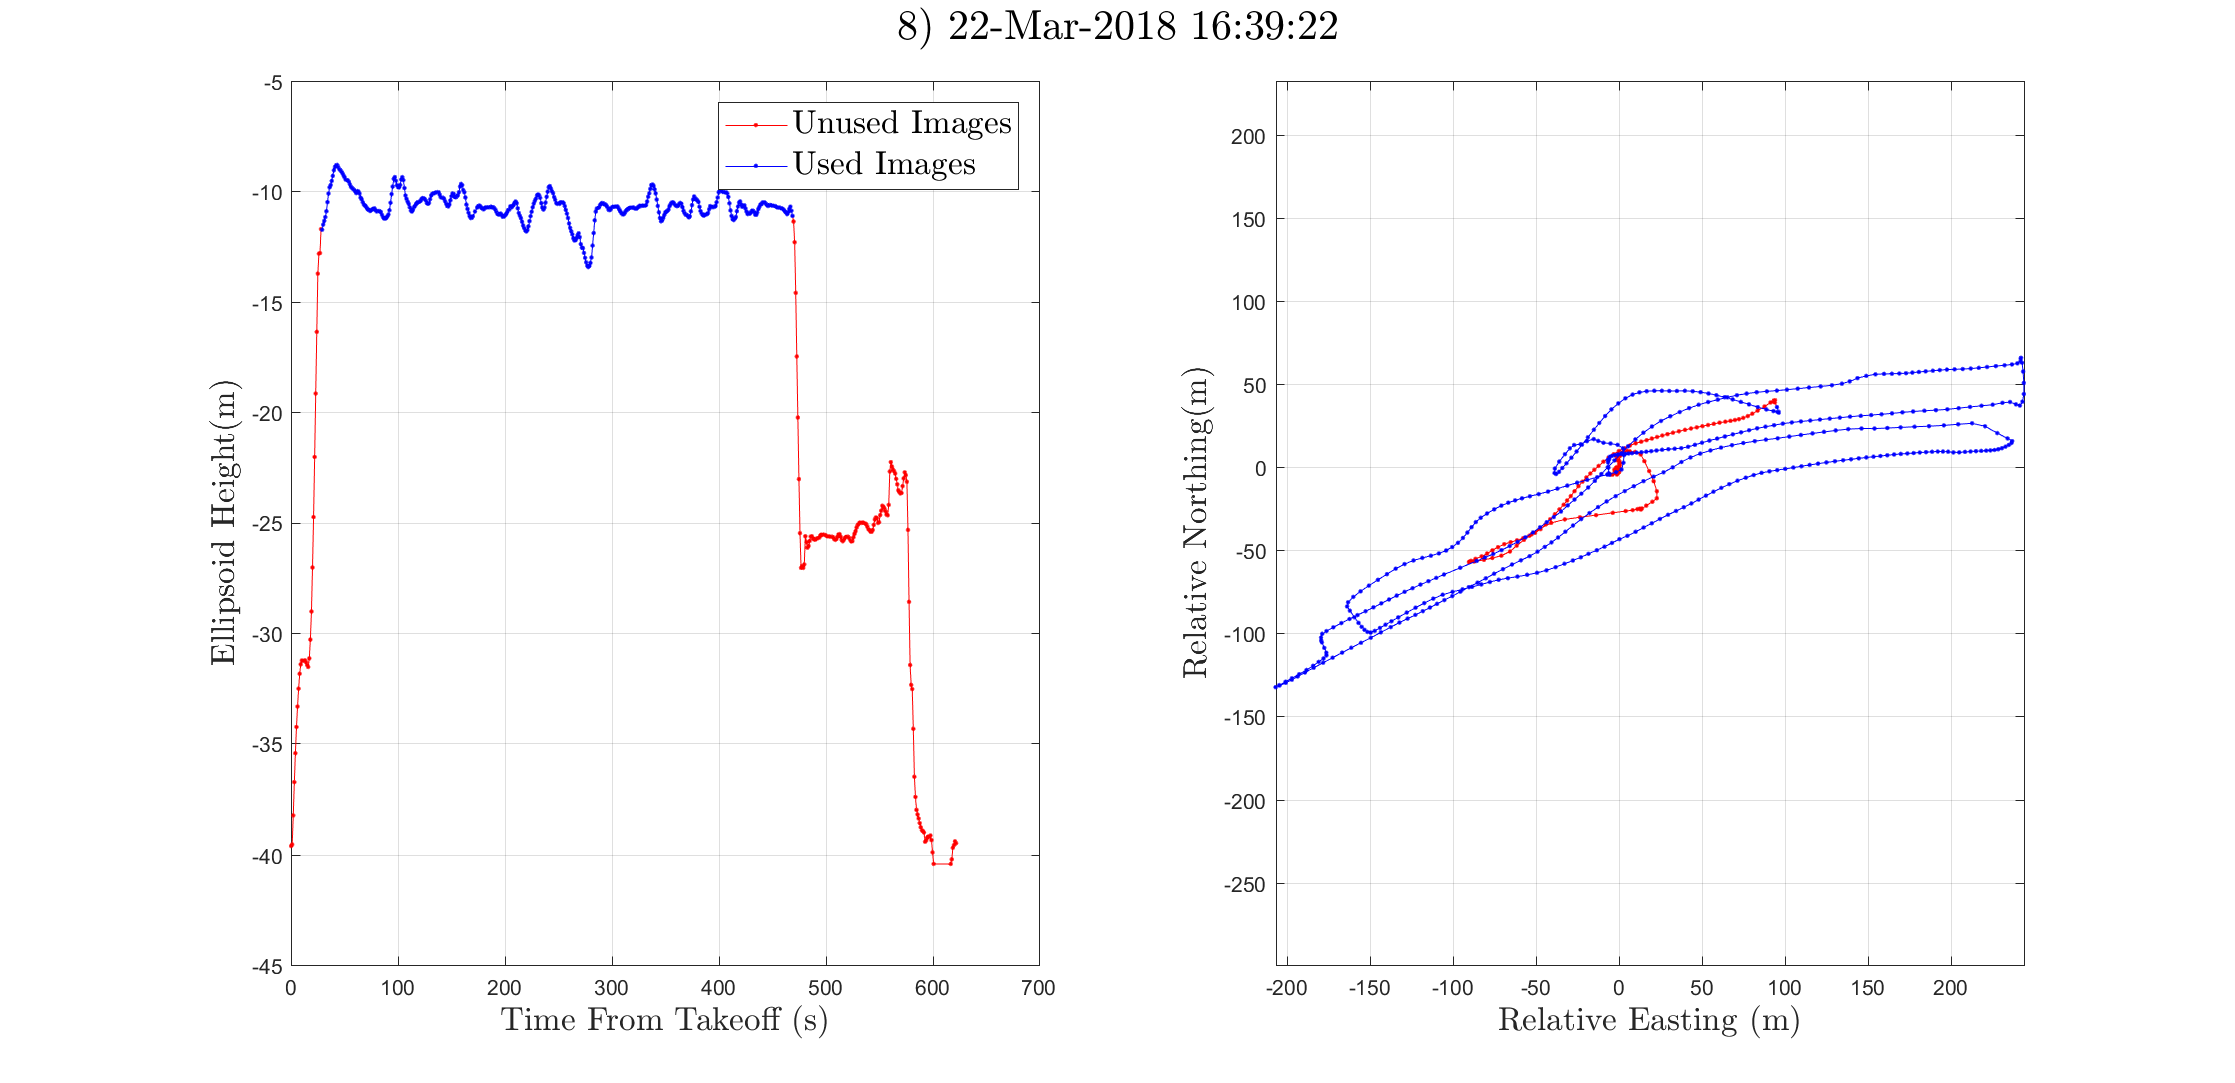 8) 22-Mar-2018 16:39:22
Ellipsoid Height(m)
-5
-10
-15
-20
-25
-30
-35
-40
-45
0 100 200 300 400 500 600 700
Time From Takeoff (s)
Unused Images
Used Images
Relative Northing(m)
200
150
100
50
0
-50
-100
-150
-200
-250
-200 -150 -100 -50 0 50 100 150 200
Relative Easting (m)